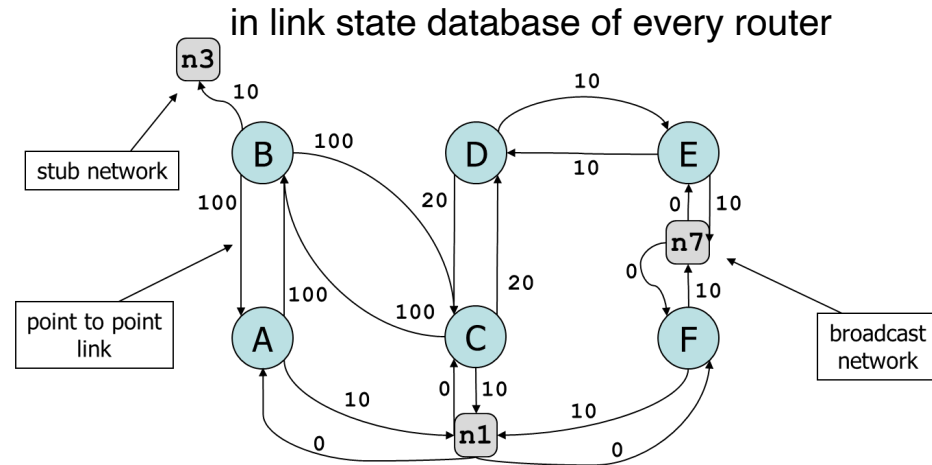 in link state database of every router
n3
10
10
B
100
D
E
10
stub network
100
20
0
10
n7
0
100
20
10
point to point
link
A
100
C
F
broadcast
network
0
10
10
10
n1
0
0